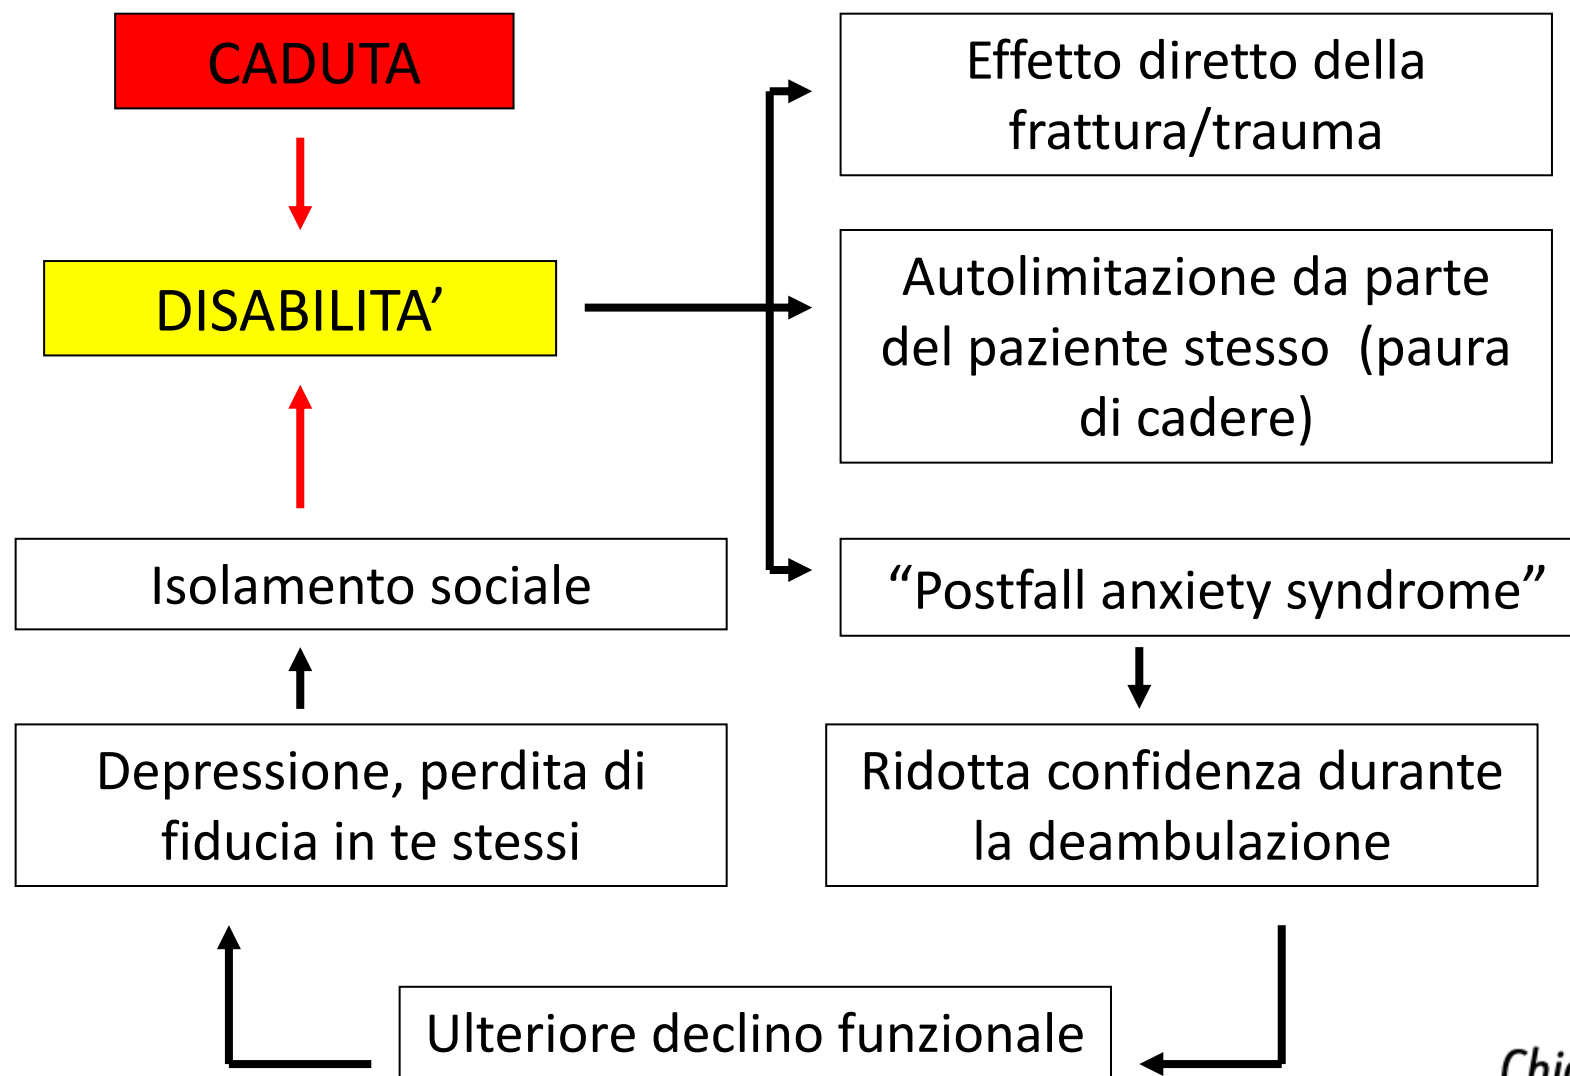 CADUTA
Effetto diretto della
frattura/trauma
DISABILITA’
Autolimitazione da parte
del paziente stesso (paura
di cadere)
Isolamento sociale
“Postfall anxiety syndrome”
Depressione, perdita di
fiducia in te stessi
Ridotta confidenza durante
la deambulazione
Ulteriore declino funzionale